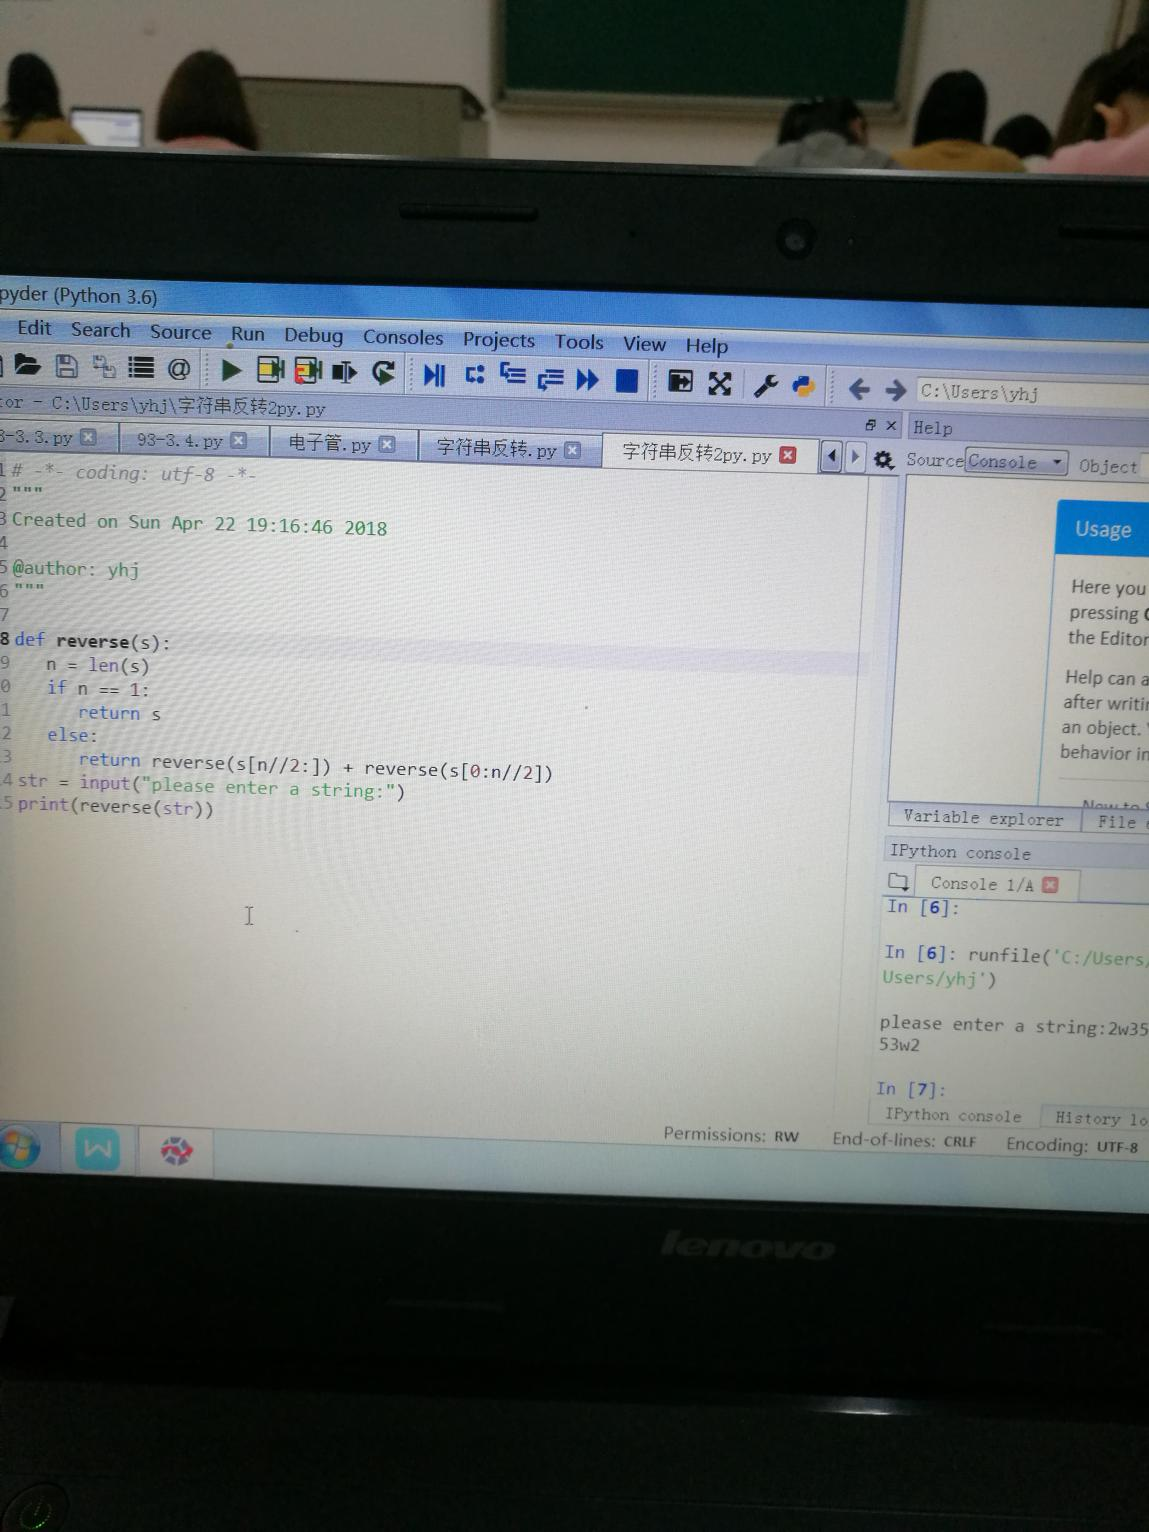 pyder (Python 3.6)
Edit Search Source Run Debug Consoles Projects Tools View Help
C:\Users\yhj
or - C:\Users\yhj\字符串反转2py.py
3-3.3.py 93-3.4.py 电子管.py 字符串反转.py 字符串反转2py.py
1 # -*- coding: utf-8 -*-
2 """
3 Created on Sun Apr 22 19:16:46 2018
4
5 @author: yhj
6 """
7
8 def reverse(s):
9 n = len(s)
0 if n == 1:
1 return s
2 else:
3 return reverse(s[n//2:]) + reverse(s[0:n//2])
4 str = input("please enter a string:")
5 print(reverse(str))
Help
Source Console Object
Usage
Here you
pressing
the Editor
Help can a
after writin
an object.
behavior in
New to
Variable explorer File
IPython console
Console 1/A
In [6]:
In [6]: runfile('C:/Users/
Users/yhj')
please enter a string:2w35
53w2
In [7]:
IPython console History lo
Permissions: RW End-of-lines: CRLF Encoding: UTF-8
lenovo